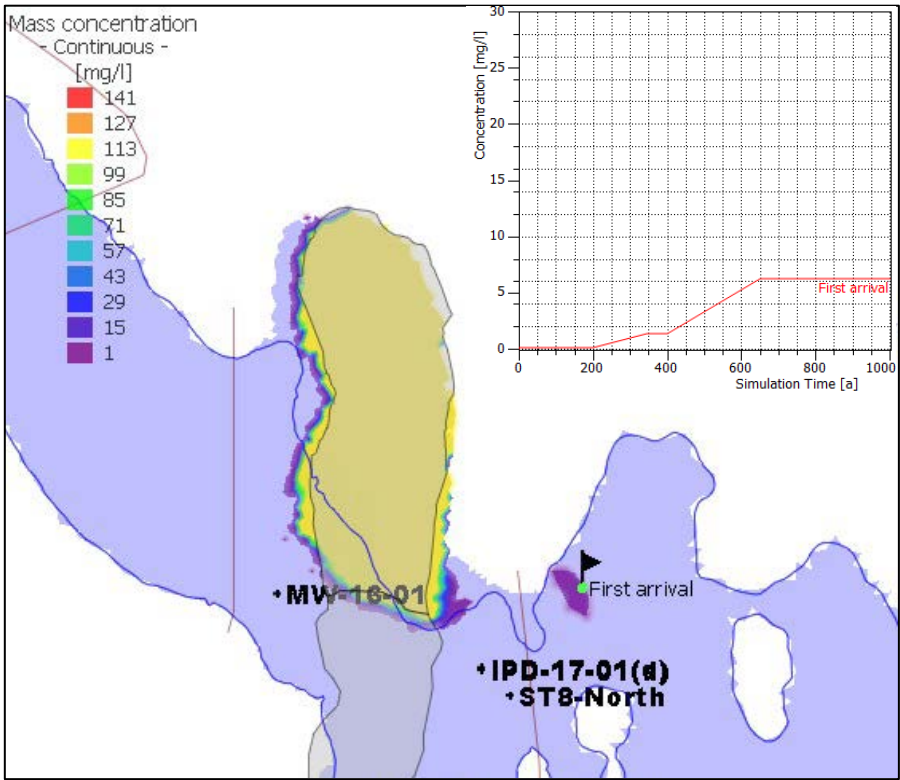 Mass concentration
- Continuous -
[mg/l]
141
127
113
99
85
71
57
43
29
15
1
Concentration [mg/l]
30
25
20
15
10
5
0
First arrival
0 200 400 600 800 1000
Simulation Time [a]
MW-16-01
First arrival
IPD-17-01(d)
ST8-North